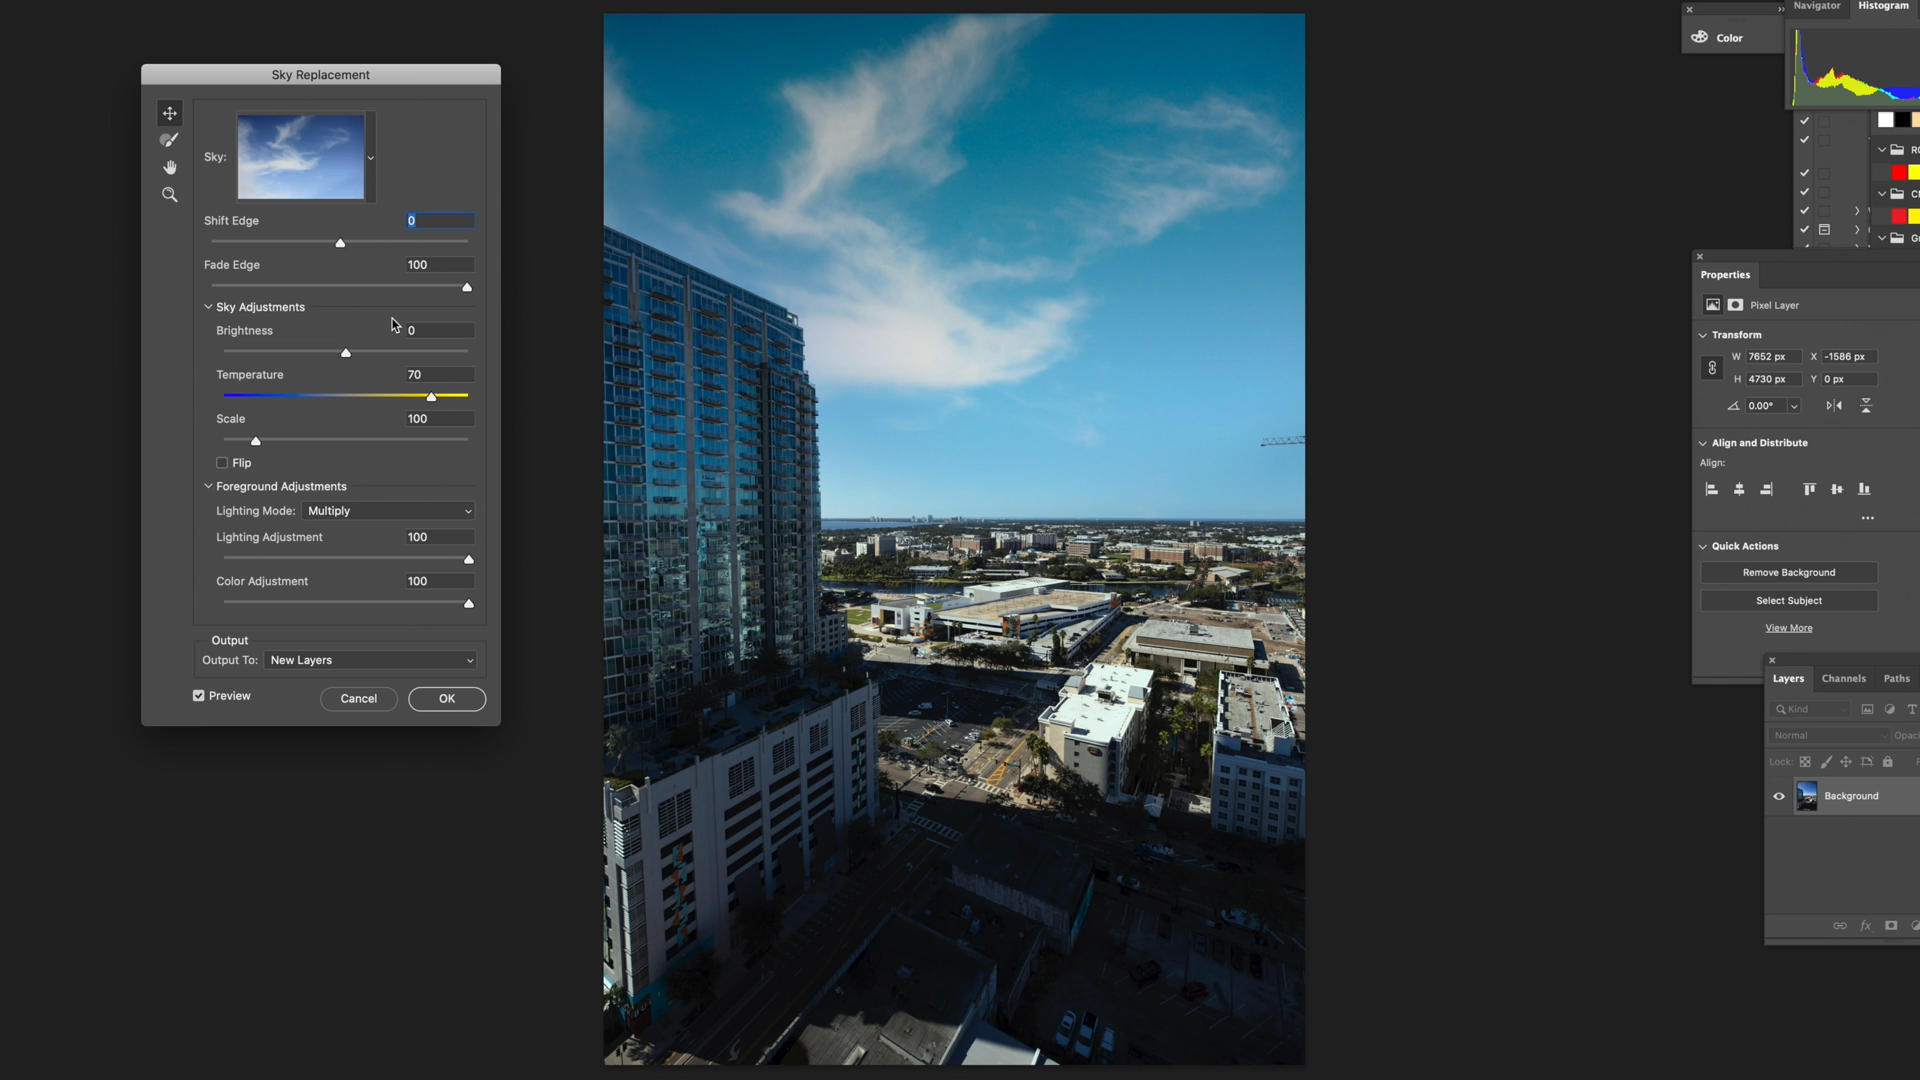 Sky Replacement
Sky:
Shift Edge 0
Fade Edge 100
Sky Adjustments
Brightness 0
Temperature 70
Scale 100
Flip
Foreground Adjustments
Lighting Mode: Multiply
Lighting Adjustment 100
Color Adjustment 100
Output
Output To: New Layers
Preview Cancel OK
Navigator Histogram
Color
Properties
Pixel Layer
Transform
W 7652 px X -1586 px
H 4730 px Y 0 px
0.00°
Align and Distribute
Align:
Quick Actions
Remove Background
Select Subject
View More
Layers Channels Paths
Kind
Normal Opaci
Lock:
Background
fx